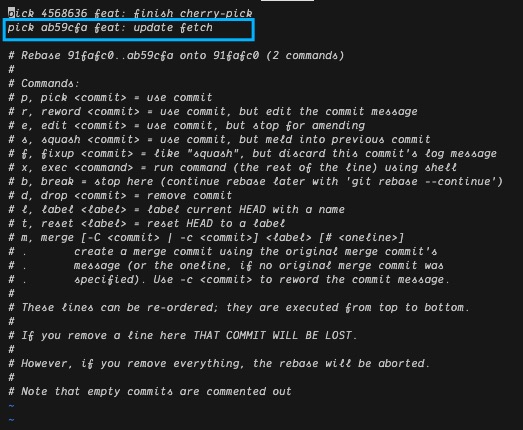 pick 4568636 feat: finish cherry-pick
pick ab59cfa feat: update fetch
# Rebase 91fafc0..ab59cfa onto 91fafc0 (2 commands)
#
# Commands:
# p, pick <commit> = use commit
# r, reword <commit> = use commit, but edit the commit message
# e, edit <commit> = use commit, but stop for amending
# s, squash <commit> = use commit, but meld into previous commit
# f, fixup <commit> = like "squash", but discard this commit's log message
# x, exec <command> = run command (the rest of the line) using shell
# b, break = stop here (continue rebase later with 'git rebase --continue')
# d, drop <commit> = remove commit
# l, label <label> = label current HEAD with a name
# t, reset <label> = reset HEAD to a label
# m, merge [-C <commit> | -c <commit>] <label> [# <oneline>]
# .       create a merge commit using the original merge commit's
# .       message (or the oneline, if no original merge commit was
# .       specified). Use -c <commit> to reword the commit message.
#
# These lines can be re-ordered; they are executed from top to bottom.
#
# If you remove a line here THAT COMMIT WILL BE LOST.
#
# However, if you remove everything, the rebase will be aborted.
#
# Note that empty commits are commented out
~
~